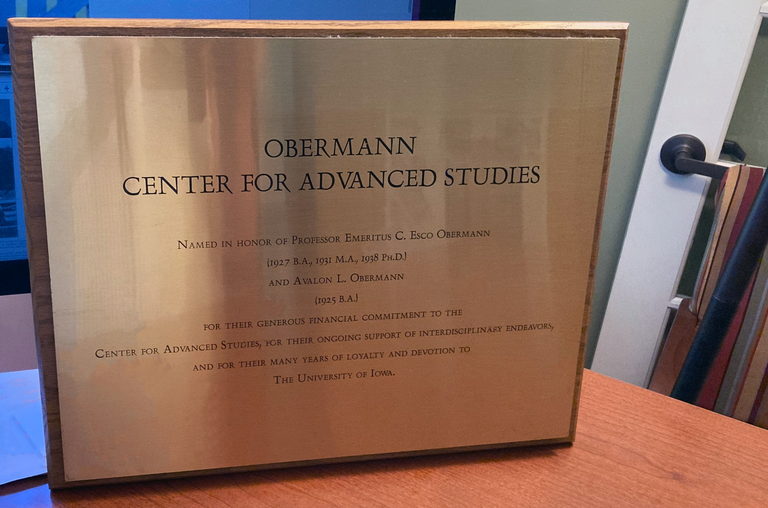 OBERMANN
CENTER FOR ADVANCED STUDIES
NAMED IN HONOR OF PROFESSOR EMERITUS C. ESCO OBERMANN
(1927 B.A., 1931 M.A., 1938 PH.D.)
AND AVALON L. OBERMANN
(1925 B.A.)
FOR THEIR GENEROUS FINANCIAL COMMITMENT TO THE
CENTER FOR ADVANCED STUDIES, FOR THEIR ONGOING SUPPORT OF INTERDISCIPLINARY ENDEAVORS,
AND FOR THEIR MANY YEARS OF LOYALTY AND DEVOTION TO
THE UNIVERSITY OF IOWA.